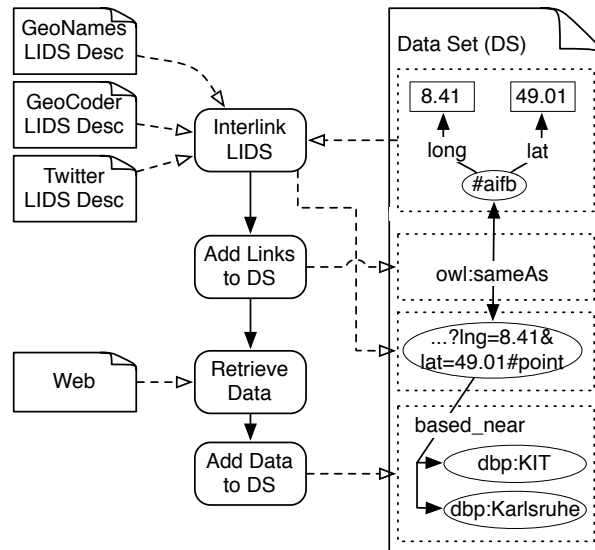 GeoNames
LIDS Desc
GeoCoder
LIDS Desc
Twitter
LIDS Desc
Web
Interlink
LIDS
Add Links
to DS
Retrieve
Data
Add Data
to DS
Data Set (DS)
8.41
49.01
long
lat
#aifb
owl:sameAs
...?lng=8.41&
lat=49.01#point
based_near
dbp:KIT
dbp:Karlsruhe